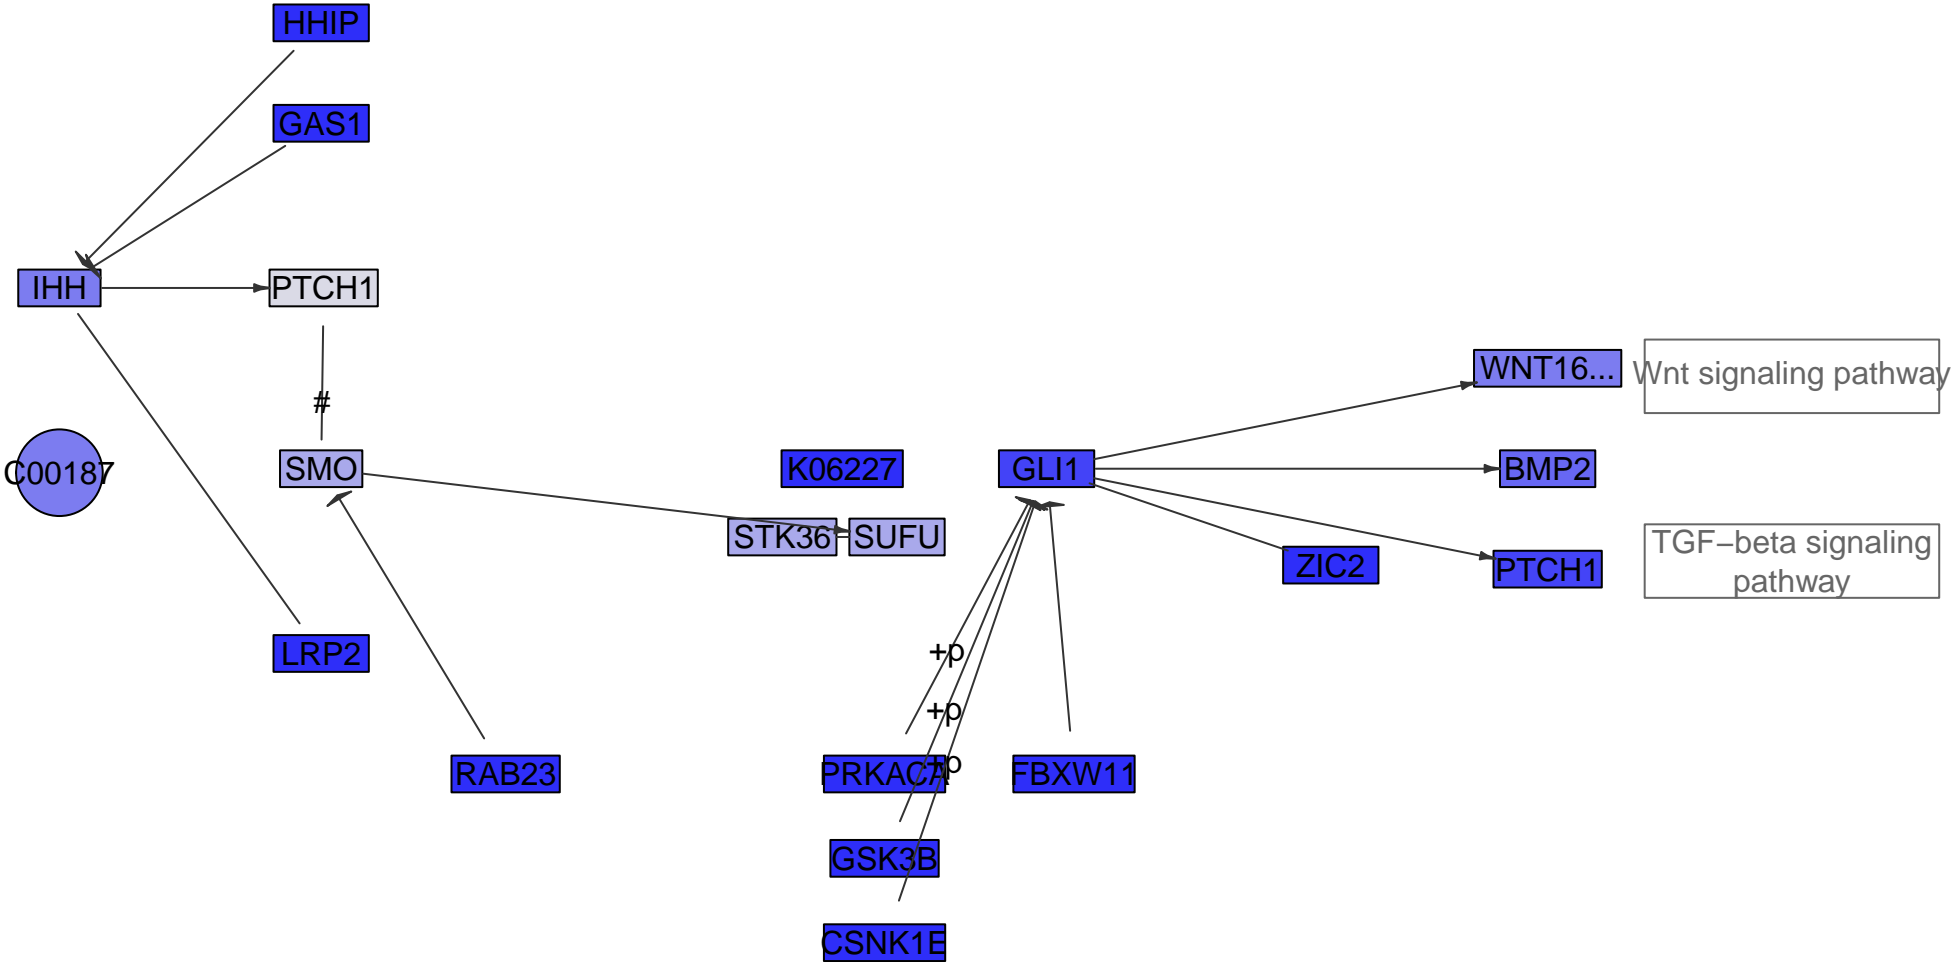 HHIP
GAS1
IHH
PTCH1
WNT16...
Wnt signaling pathway
#
C00187
SMO
K06227
GLI1
BMP2
STK36
SUFU
TGF−beta signaling
pathway
ZIC2
PTCH1
LRP2
+p
+p
+p
RAB23
PRKACA
FBXW11
GSK3B
CSNK1E